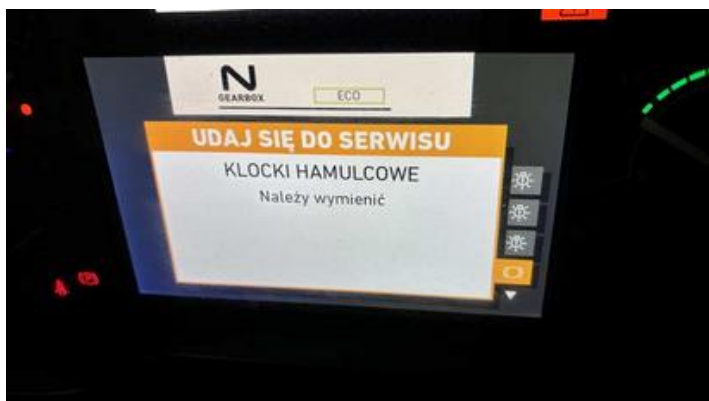 N
GEARBOX
ECO
UDAJ SIĘ DO SERWISU
KLOCKI HAMULCOWE
Należy wymienić